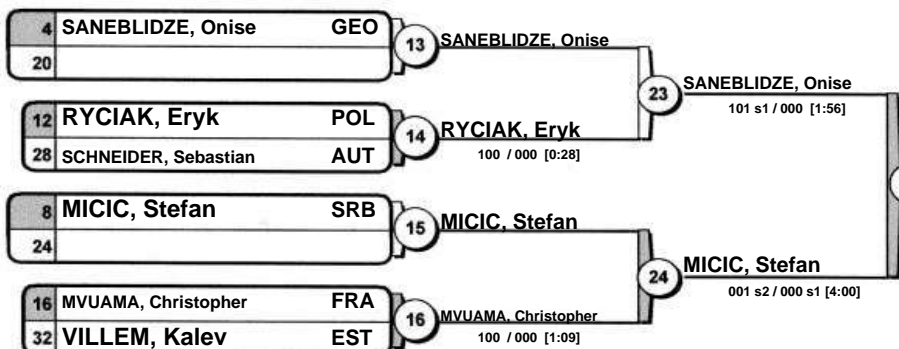 4 SANEBLIDZE, Onise GEO
20
13 SANEBLIDZE, Onise
12 RYCIAK, Eryk POL
28 SCHNEIDER, Sebastian AUT
14 RYCIAK, Eryk
100 / 000 [0:28]
23 SANEBLIDZE, Onise
101 s1 / 000 [1:56]
8 MICIC, Stefan SRB
24
15 MICIC, Stefan
16 MVUAMA, Christopher FRA
32 VILLEM, Kalev EST
16 MVUAMA, Christopher
100 / 000 [1:09]
24 MICIC, Stefan
001 s2 / 000 s1 [4:00]